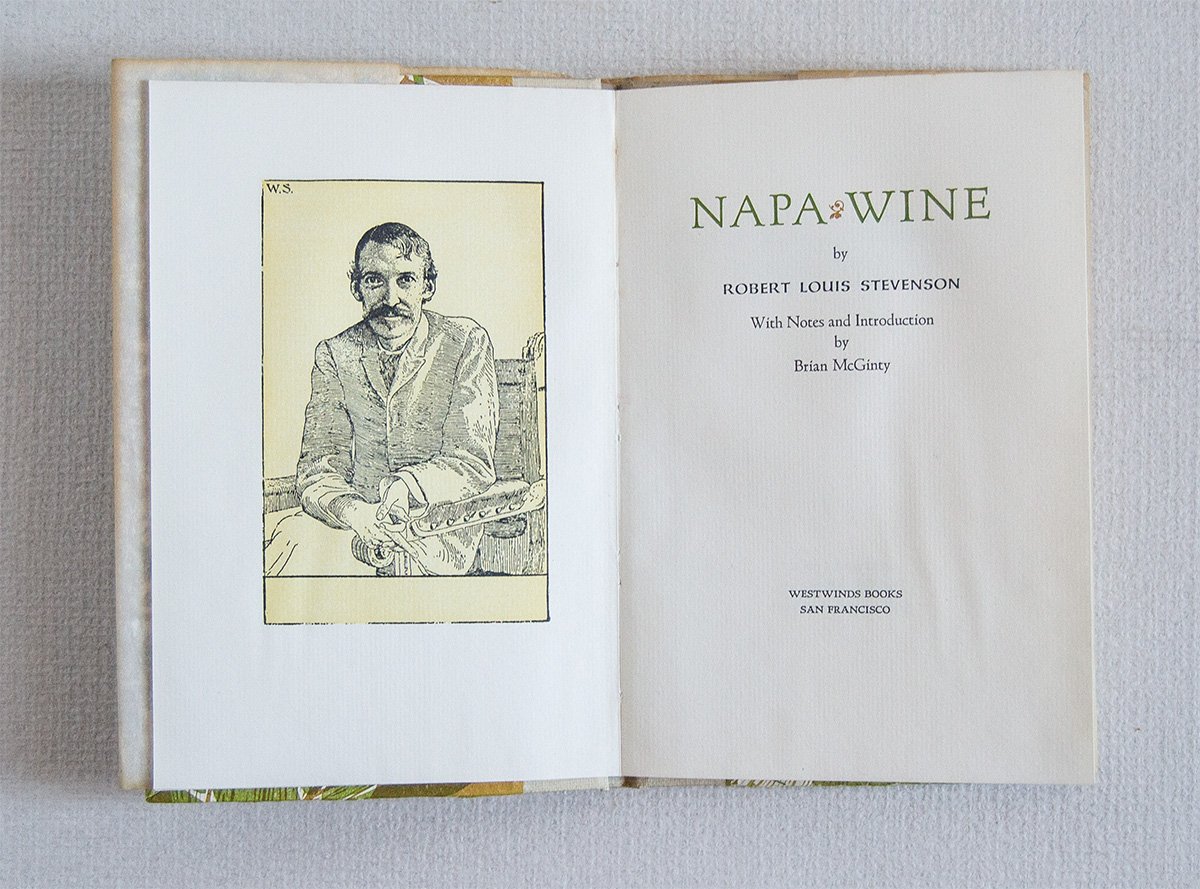 W.S.
NAPA WINE
by
ROBERT LOUIS STEVENSON
With Notes and Introduction
by
Brian McGinty
WESTWINDS BOOKS
SAN FRANCISCO